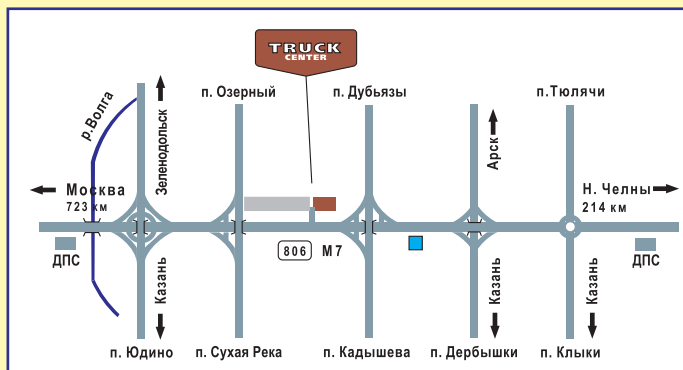 TRUCK
CENTER
п. Озерный
п. Дубьязы
п.Тюлячи
р.Волга
Зеленодольск
Арск
Москва
723 км
Н. Челны
214 км
806
М7
ДПС
ДПС
Казань
Казань
Казань
п. Юдино
п. Сухая Река
п. Кадышева
п. Дербышки
п. Клыки